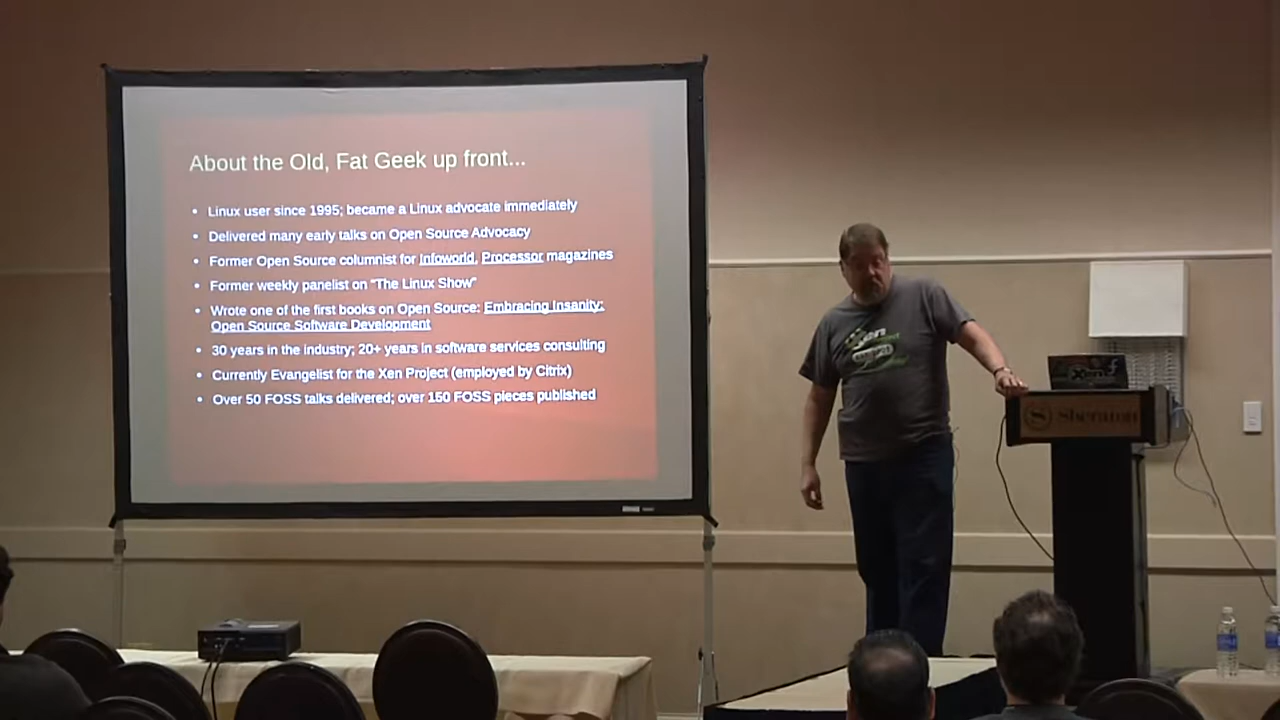 About the Old, Fat Geek up front...
• Linux user since 1995; became a Linux advocate immediately
• Delivered many early talks on Open Source Advocacy
• Former Open Source columnist for Infoworld, Processor magazines
• Former weekly panelist on "The Linux Show"
• Wrote one of the first books on Open Source: Embracing Insanity:
Open Source Software Development
• 30 years in the industry; 20+ years in software services consulting
• Currently Evangelist for the Xen Project (employed by Citrix)
• Over 50 FOSS talks delivered; over 150 FOSS pieces published
Xen
Sheraton